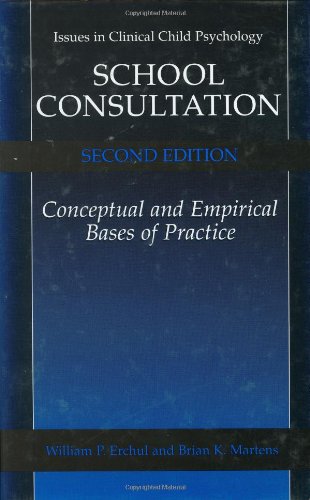 Issues in Clinical Child Psychology
SCHOOL
CONSULTATION
SECOND EDITION
Conceptual and Empirical
Bases of Practice
William P. Erchul and Brian K. Martens